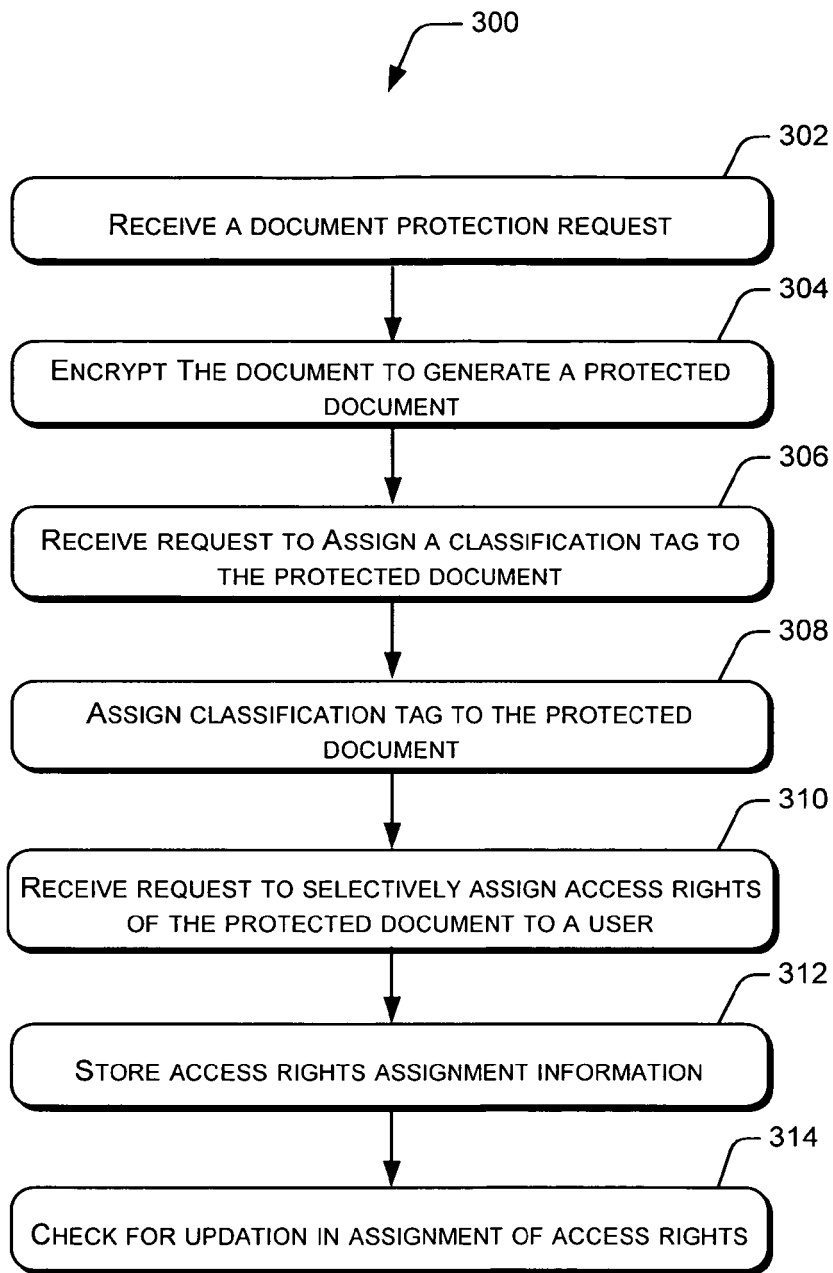 300
302
RECEIVE A DOCUMENT PROTECTION REQUEST
304
ENCRYPT THE DOCUMENT TO GENERATE A PROTECTED
DOCUMENT
306
RECEIVE REQUEST TO ASSIGN A CLASSIFICATION TAG TO
THE PROTECTED DOCUMENT
308
ASSIGN CLASSIFICATION TAG TO THE PROTECTED
DOCUMENT
310
RECEIVE REQUEST TO SELECTIVELY ASSIGN ACCESS RIGHTS
OF THE PROTECTED DOCUMENT TO A USER
312
STORE ACCESS RIGHTS ASSIGNMENT INFORMATION
314
CHECK FOR UPDATION IN ASSIGNMENT OF ACCESS RIGHTS